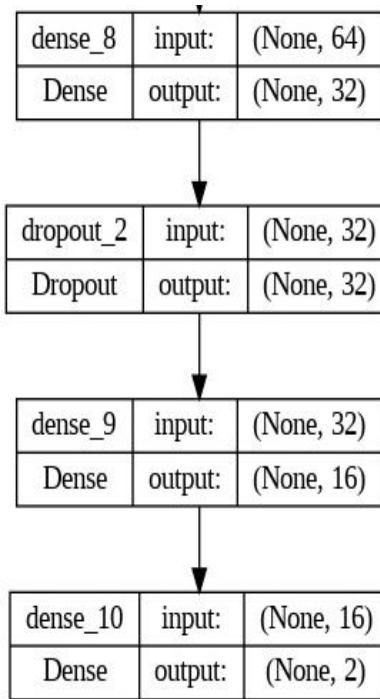 dense_8 input: (None, 64)
Dense output: (None, 32)
dropout_2 input: (None, 32)
Dropout output: (None, 32)
dense_9 input: (None, 32)
Dense output: (None, 16)
dense_10 input: (None, 16)
Dense output: (None, 2)